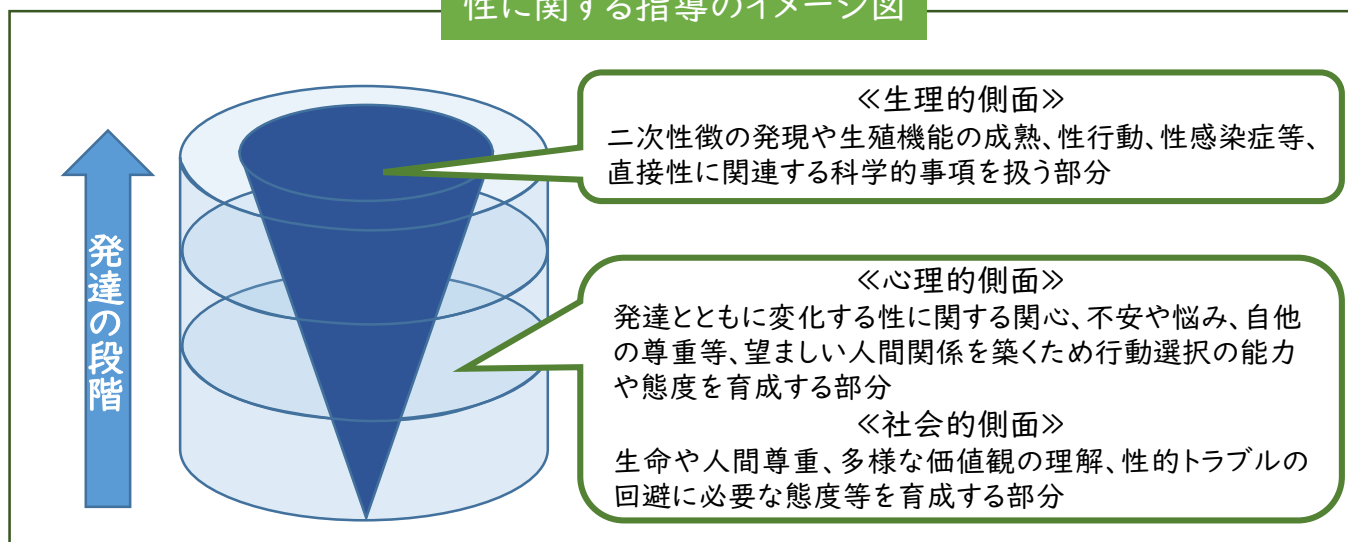 性に関する指導のイメージ図
≪生理的側面≫
二次性徴の発現や生殖機能の成熟、性行動、性感染症等、
直接性に関連する科学的事項を扱う部分
発達の段階
≪心理的側面≫
発達とともに変化する性に関する関心、不安や悩み、自他
の尊重等、望ましい人間関係を築くため行動選択の能力
や態度を育成する部分
≪社会的側面≫
生命や人間尊重、多様な価値観の理解、性的トラブルの
回避に必要な態度等を育成する部分